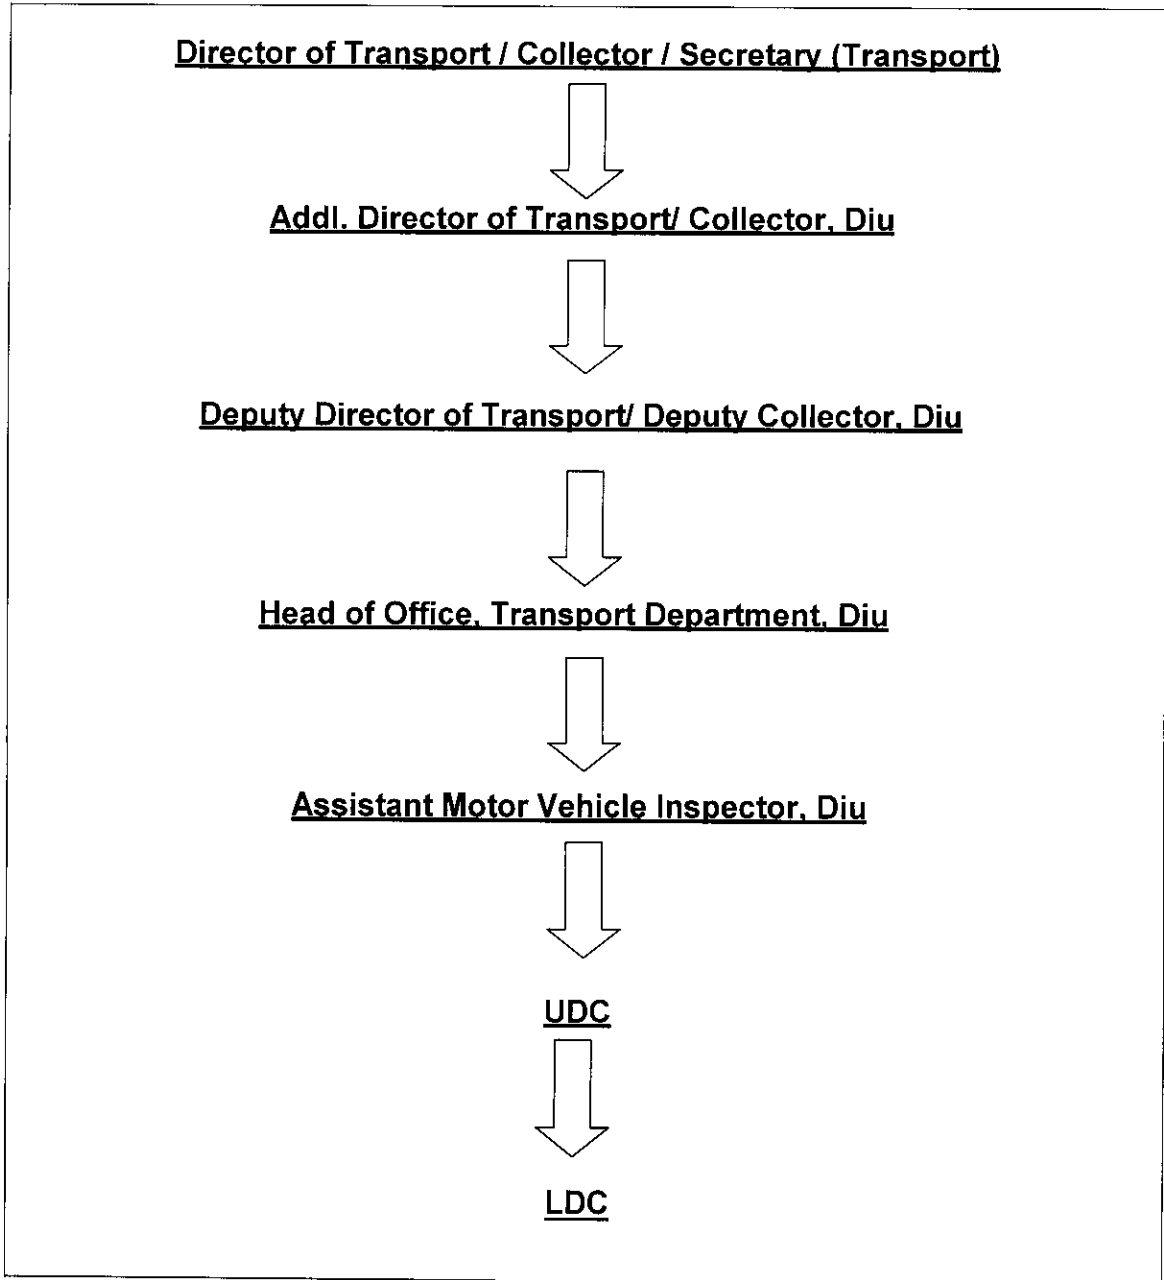 Director of Transport / Collector / Secretary (Transport)
Addl. Director of Transport/ Collector, Diu
Deputy Director of Transport/ Deputy Collector, Diu
Head of Office, Transport Department, Diu
Assistant Motor Vehicle Inspector, Diu
UDC
LDC